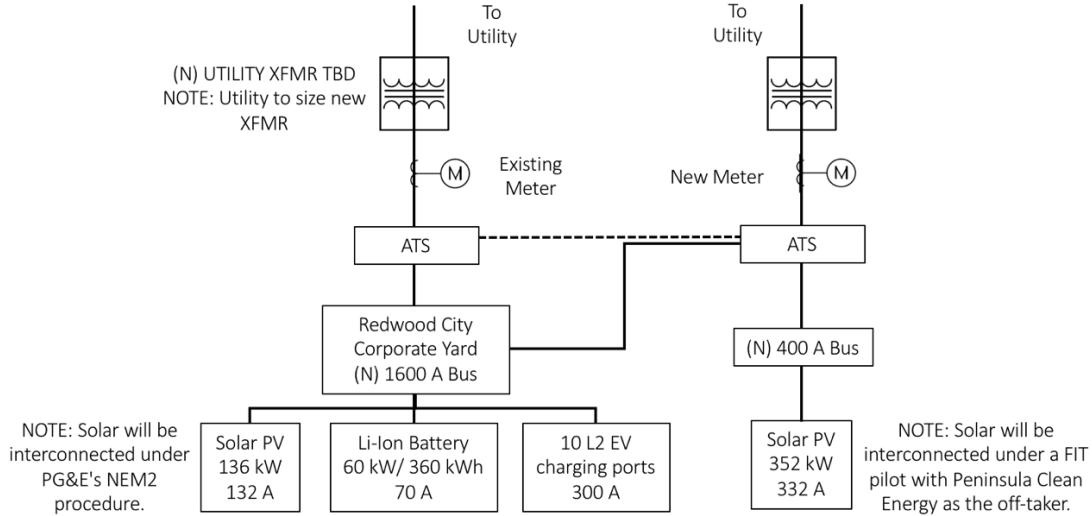 To
Utility
To
Utility
(N) UTILITY XFMR TBD
NOTE: Utility to size new
XFMR
M
Existing
Meter
New Meter
M
ATS
ATS
Redwood City
Corporate Yard
(N) 1600 A Bus
(N) 400 A Bus
NOTE: Solar will be
interconnected under
PG&E's NEM2
procedure.
Solar PV
136 kW
132 A
Li-Ion Battery
60 kW/ 360 kWh
70 A
10 L2 EV
charging ports
300 A
Solar PV
352 kW
332 A
NOTE: Solar will be
interconnected under a FIT
pilot with Peninsula Clean
Energy as the off-taker.